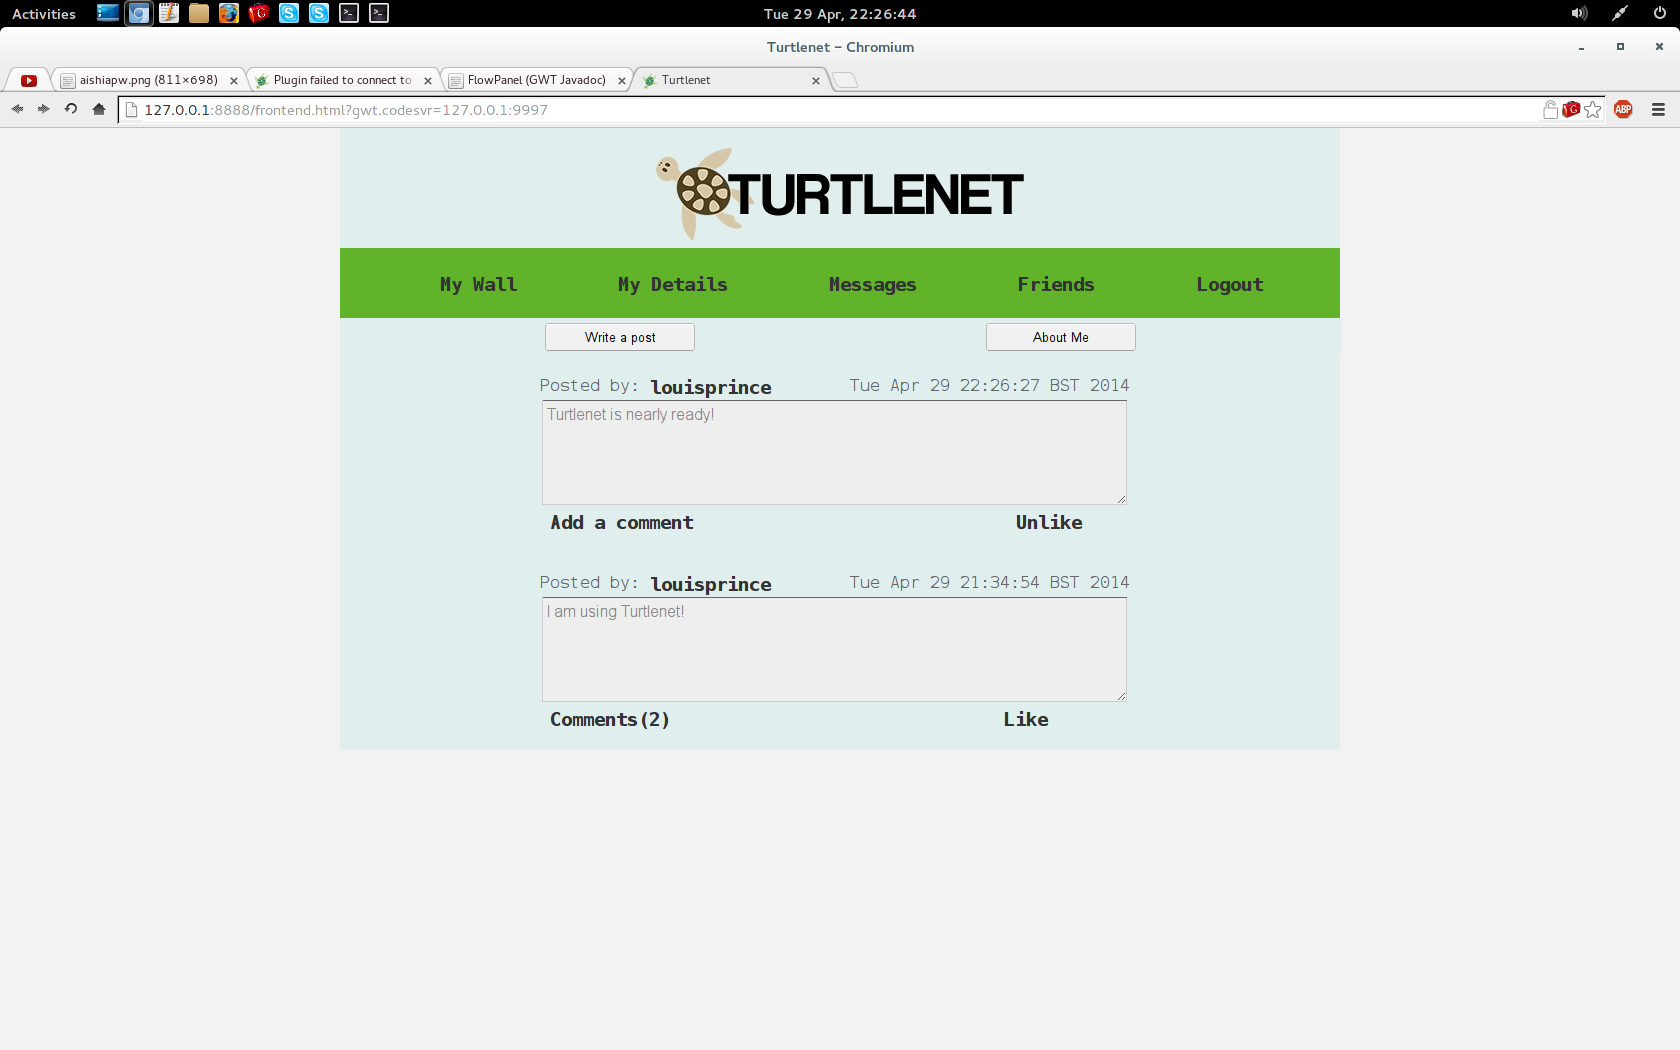 Activities Tue 29 Apr, 22:26:44
Turtlenet - Chromium
aishiapw.png (811×698) Plugin failed to connect to FlowPanel (GWT Javadoc) Turtlenet
127.0.0.1:8888/frontend.html?gwt.codesvr=127.0.0.1:9997 ABP
TURTLENET
My Wall My Details Messages Friends Logout
Write a post About Me
Posted by: louisprince Tue Apr 29 22:26:27 BST 2014
Turtlenet is nearly ready!
Add a comment Unlike
Posted by: louisprince Tue Apr 29 21:34:54 BST 2014
I am using Turtlenet!
Comments(2) Like